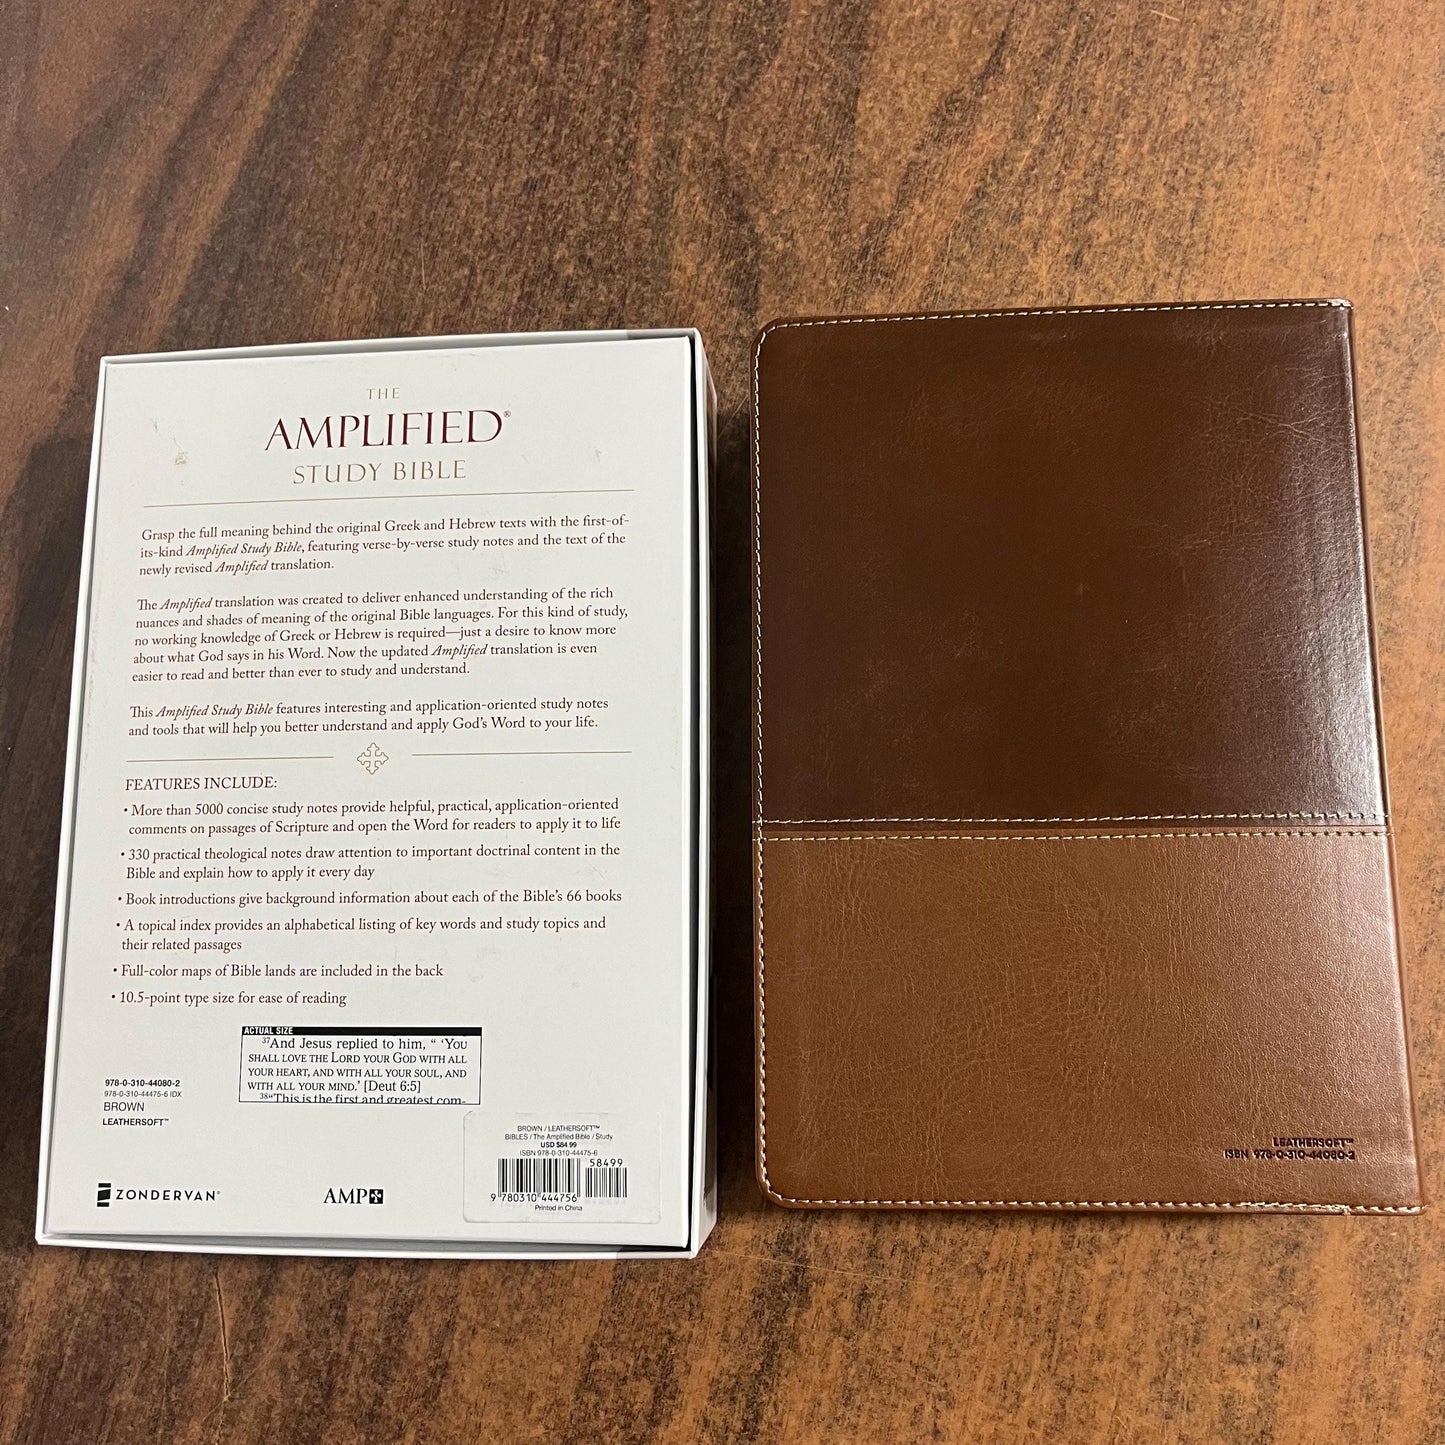 THE
AMPLIFIED®
STUDY BIBLE
Grasp the full meaning behind the original Greek and Hebrew texts with the first-of-
its-kind Amplified Study Bible, featuring verse-by-verse study notes and the text of the
newly revised Amplified translation.
The Amplified translation was created to deliver enhanced understanding of the rich
nuances and shades of meaning of the original Bible languages. For this kind of study,
no working knowledge of Greek or Hebrew is required—just a desire to know more
about what God says in his Word. Now the updated Amplified translation is even
easier to read and better than ever to study and understand.
This Amplified Study Bible features interesting and application-oriented study notes
and tools that will help you better understand and apply God's Word to your life.
FEATURES INCLUDE:
• More than 5000 concise study notes provide helpful, practical, application-oriented
comments on passages of Scripture and open the Word for readers to apply it to life
• 330 practical theological notes draw attention to important doctrinal content in the
Bible and explain how to apply it every day
• Book introductions give background information about each of the Bible's 66 books
• A topical index provides an alphabetical listing of key words and study topics and
their related passages
• Full-color maps of Bible lands are included in the back
• 10.5-point type size for ease of reading
ACTUAL SIZE
37And Jesus replied to him, " 'YOU
SHALL LOVE THE LORD YOUR GOD WITH ALL
YOUR HEART, AND WITH ALL YOUR SOUL, AND
WITH ALL YOUR MIND.' [Deut 6:5]
38"This is the first and greatest com-
978-0-310-44080-2
978-0-310-44475-6 IDX
BROWN
LEATHERSOFT™
BROWN / LEATHERSOFT™
BIBLES / The Amplified Bible / Study
USD $84.99
ISBN 978-0-310-44475-6
58499
9 780310 444756
Printed in China
ZONDERVAN®
AMP
LEATHERSOFT™
ISBN 978-0-310-44080-2